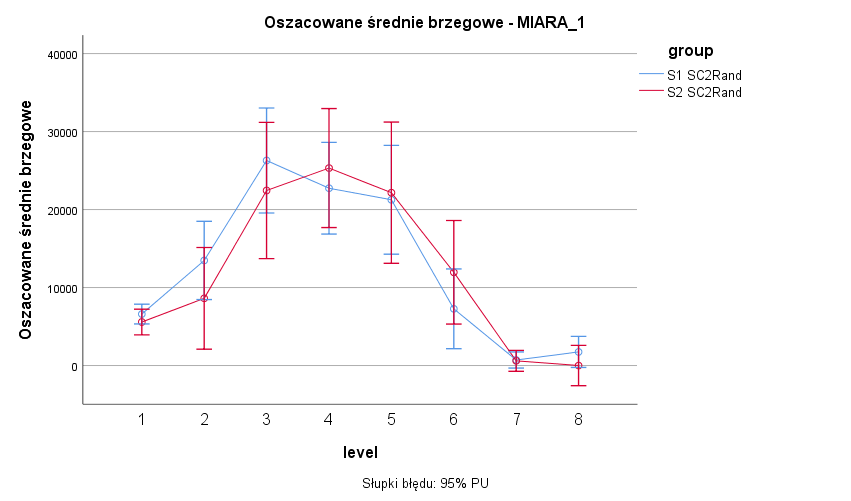 Oszacowane średnie brzegowe - MIARA_1
group
S1 SC2Rand
S2 SC2Rand
Oszacowane średnie brzegowe
40000
30000
20000
10000
0
1 2 3 4 5 6 7 8
level
Słupki błędu: 95% PU